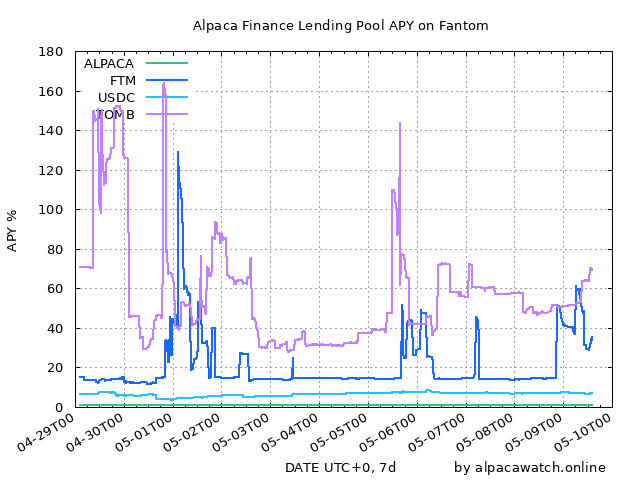 Alpaca Finance Lending Pool APY on Fantom
180
160
140
120
100
80
60
40
20
0
APY %
ALPACA
FTM
USDC
TOMB
04-29T00
04-30T00
05-01T00
05-02T00
05-03T00
05-04T00
05-05T00
05-06T00
05-07T00
05-08T00
05-09T00
05-10T00
DATE UTC+0, 7d
by alpacawatch.online